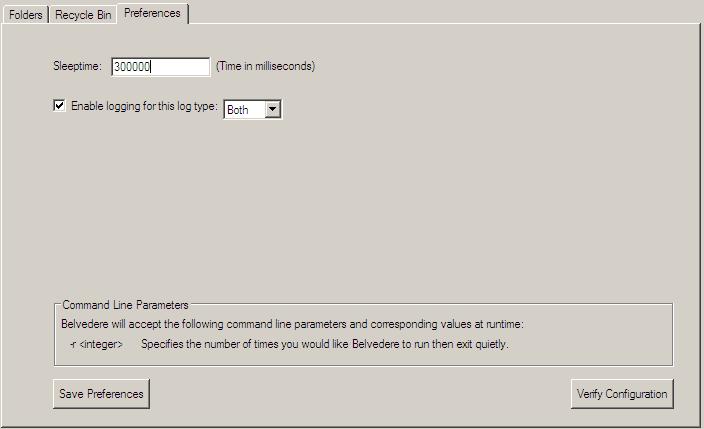 Folders Recycle Bin Preferences
Sleeptime: 300000 (Time in milliseconds)
Enable logging for this log type: Both
Command Line Parameters
Belvedere will accept the following command line parameters and corresponding values at runtime:
-r <integer> Specifies the number of times you would like Belvedere to run then exit quietly.
Save Preferences Verify Configuration